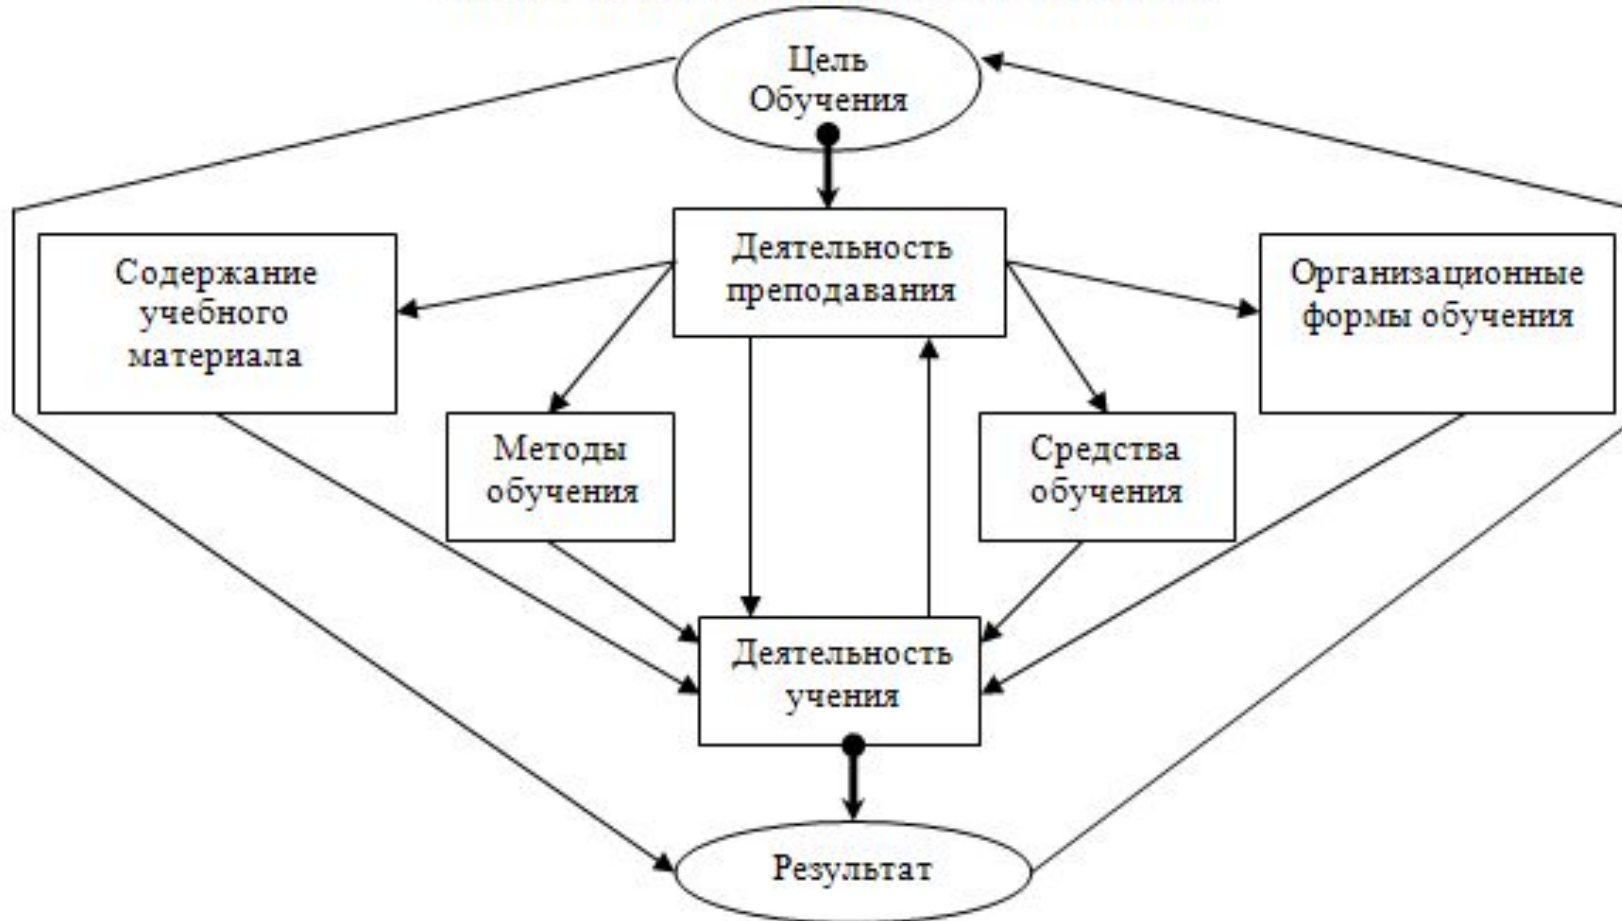 Цель
Обучения
Деятельность
преподавания
Содержание
учебного
материала
Организационные
формы обучения
Методы
обучения
Средства
обучения
Деятельность
учения
Результат